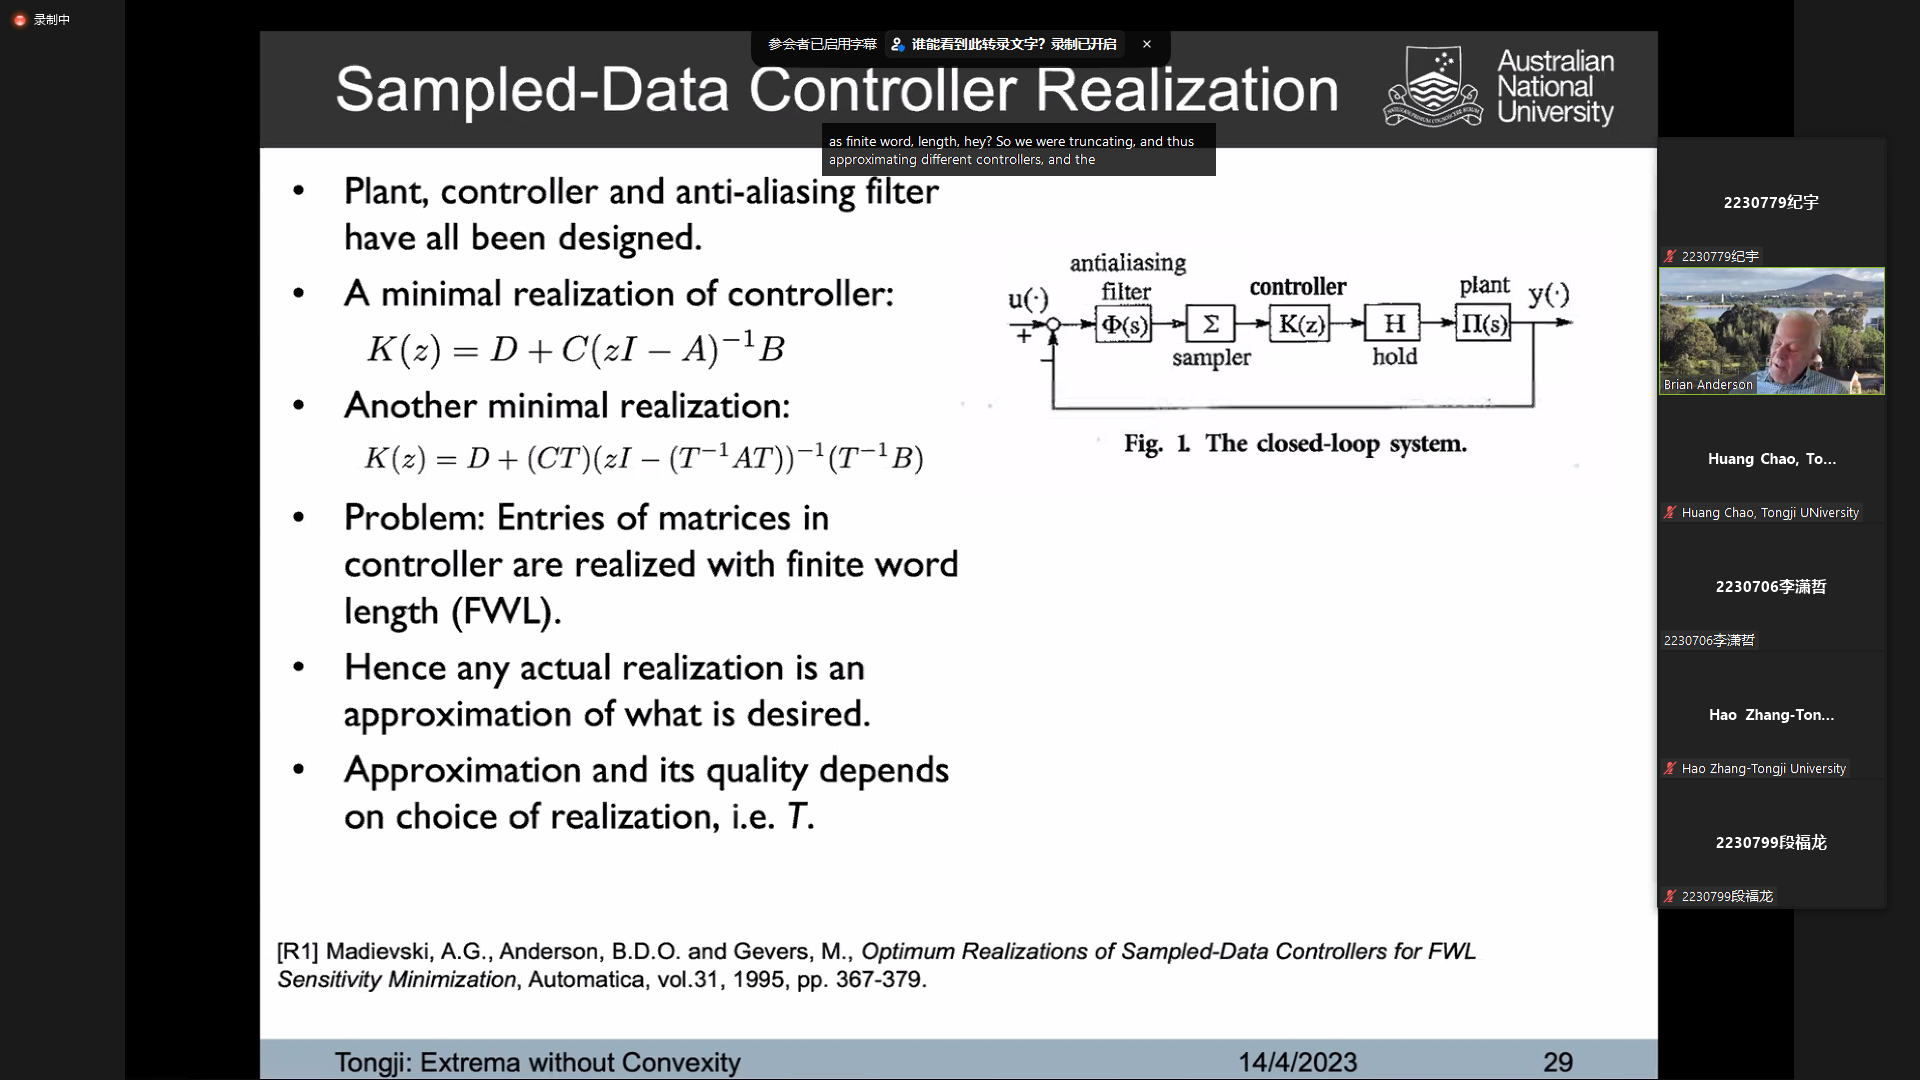 录制中
参会者已启用字幕 谁能看到此转录文字？录制已开启 ×
Sampled-Data Controller Realization
Australian
National
University
as finite word, length, hey? So we were truncating, and thus
approximating different controllers, and the
• Plant, controller and anti-aliasing filter
have all been designed.
• A minimal realization of controller:
K(z) = D + C(zI − A)⁻¹B
• Another minimal realization:
K(z) = D + (CT)(zI − (T⁻¹AT))⁻¹(T⁻¹B)
• Problem: Entries of matrices in
controller are realized with finite word
length (FWL).
• Hence any actual realization is an
approximation of what is desired.
• Approximation and its quality depends
on choice of realization, i.e. T.
antialiasing
filter
controller
plant
u(·)
y(·)
+
−
Φ(s)
Σ
K(z)
H
Π(s)
sampler
hold
Fig. 1. The closed-loop system.
[R1] Madievski, A.G., Anderson, B.D.O. and Gevers, M., Optimum Realizations of Sampled-Data Controllers for FWL
Sensitivity Minimization, Automatica, vol.31, 1995, pp. 367-379.
Tongji: Extrema without Convexity 14/4/2023 29
2230779纪宇
2230779纪宇
Brian Anderson
Huang Chao, To...
Huang Chao, Tongji UNiversity
2230706李潇哲
2230706李潇哲
Hao Zhang-Ton...
Hao Zhang-Tongji University
2230799段福龙
2230799段福龙